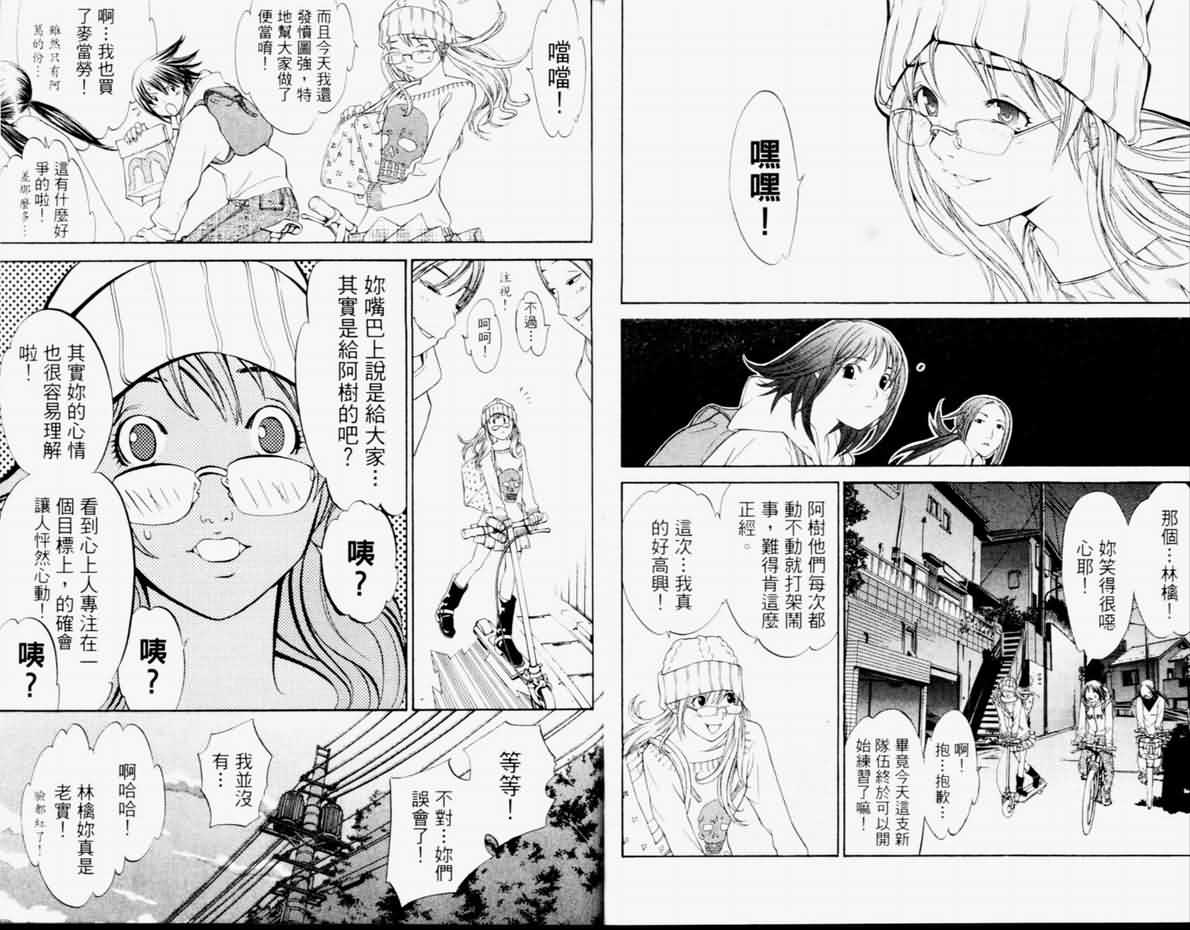 嘿嘿！
那個…林檎！
妳笑得很噁
心耶！
啊！
抱…抱歉…
畢竟今天這支新
隊伍終於可以開
始練習了嘛！
阿樹他們每次都
動不動就打架鬧
事，難得肯這麼
正經。
這次…我真
的好高興！
噹噹！
而且今天我還
發憤圖強，特
地幫大家做了
便當唷！
啊…我也買
了麥當勞！
雖然只有阿
篤的份…
這有什麼好
爭的啦！
差那麼多…
不過…
注視！
呵呵！
妳嘴巴上說是給大家…
其實是給阿樹的吧？
咦？
其實妳的心情
也很容易理解
啦！
看到心上人專注在一
個目標上，的確會
讓人怦然心動！
咦？
咦？
等等！
不對…妳們
誤會了！
我並沒
有…
啊哈哈！
林檎妳真是
老實！
臉都紅了！